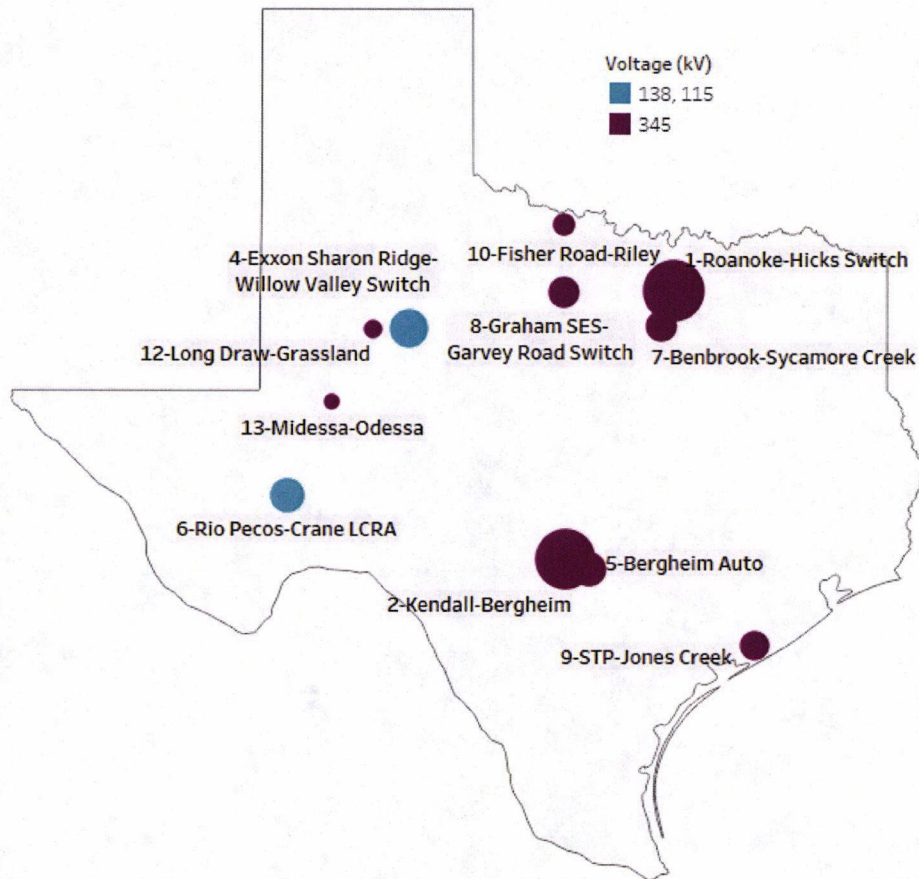 Voltage (kV)
138, 115
345
10-Fisher Road-Riley
1-Roanoke-Hicks Switch
4-Exxon Sharon Ridge-
Willow Valley Switch
12-Long Draw-Grassland
8-Graham SES-
Garvey Road Switch
7-Benbrook-Sycamore Creek
13-Midessa-Odessa
6-Rio Pecos-Crane LCRA
5-Bergheim Auto
2-Kendall-Bergheim
9-STP-Jones Creek